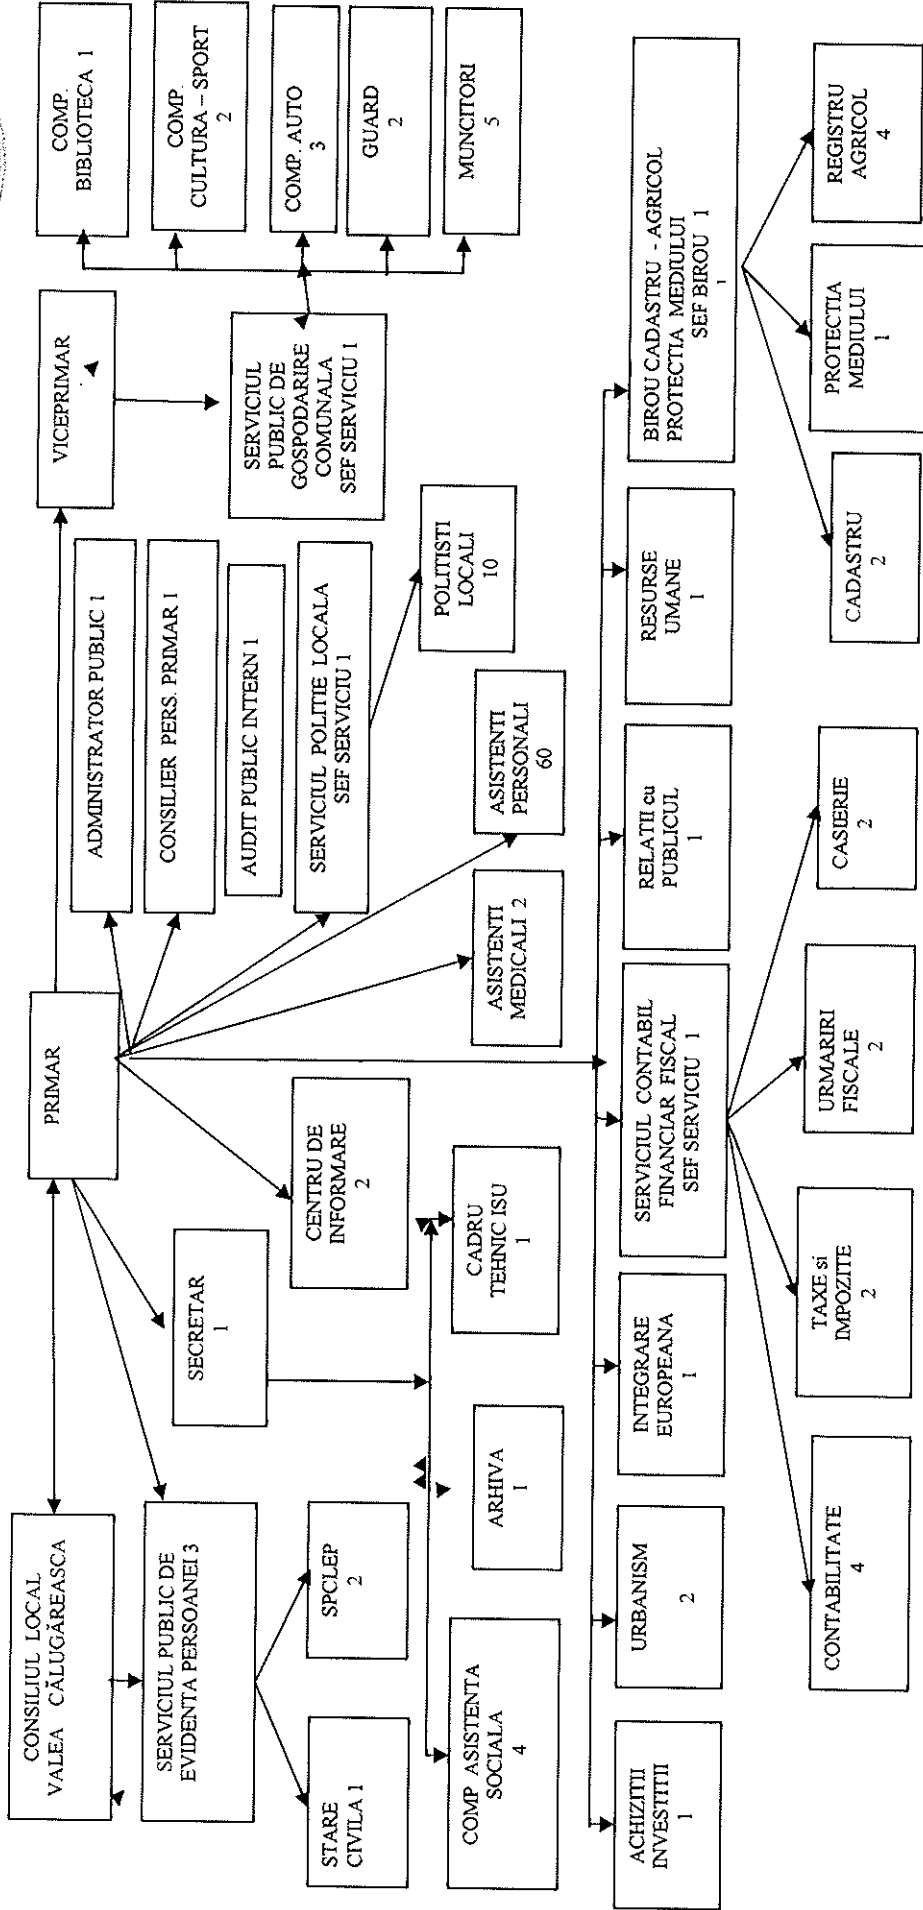 CONSILIUL LOCAL
VALEA CĂLUGĂREASCA
PRIMAR
VICEPRIMAR
COMP.
BIBLIOTECA 1
SERVICIUL PUBLIC DE
EVIDENTA PERSOANEI 3
SECRETAR
1
ADMINISTRATOR PUBLIC 1
CONSILIER PERS. PRIMAR 1
AUDIT PUBLIC INTERN 1
SERVICIUL POLITIE LOCALA
SEF SERVICIU 1
SERVICIUL
PUBLIC DE
GOSPODARIRE
COMUNALA
SEF SERVICIU 1
COMP.
CULTURA – SPORT
2
COMP. AUTO
3
GUARD
2
MUNCITORI
5
STARE
CIVILA 1
SPCLEP
2
CENTRU DE
INFORMARE
2
POLITISTI
LOCALI
10
COMP ASISTENTA
SOCIALA
4
ARHIVA
1
CADRU
TEHNIC ISU
1
ASISTENTI
MEDICALI 2
ASISTENTI
PERSONALI
60
ACHIZITII
INVESTITII
1
URBANISM
2
INTEGRARE
EUROPEANA
1
SERVICIUL CONTABIL
FINANCIAR FISCAL
SEF SERVICIU 1
RELATII cu
PUBLICUL
1
RESURSE
UMANE
1
BIROU CADASTRU - AGRICOL
PROTECTIA MEDIULUI
SEF BIROU 1
1
CONTABILITATE
4
TAXE si
IMPOZITE
2
URMARIRI
FISCALE
2
CASIERIE
2
CADASTRU
2
PROTECTIA
MEDIULUI
1
REGISTRU
AGRICOL
4